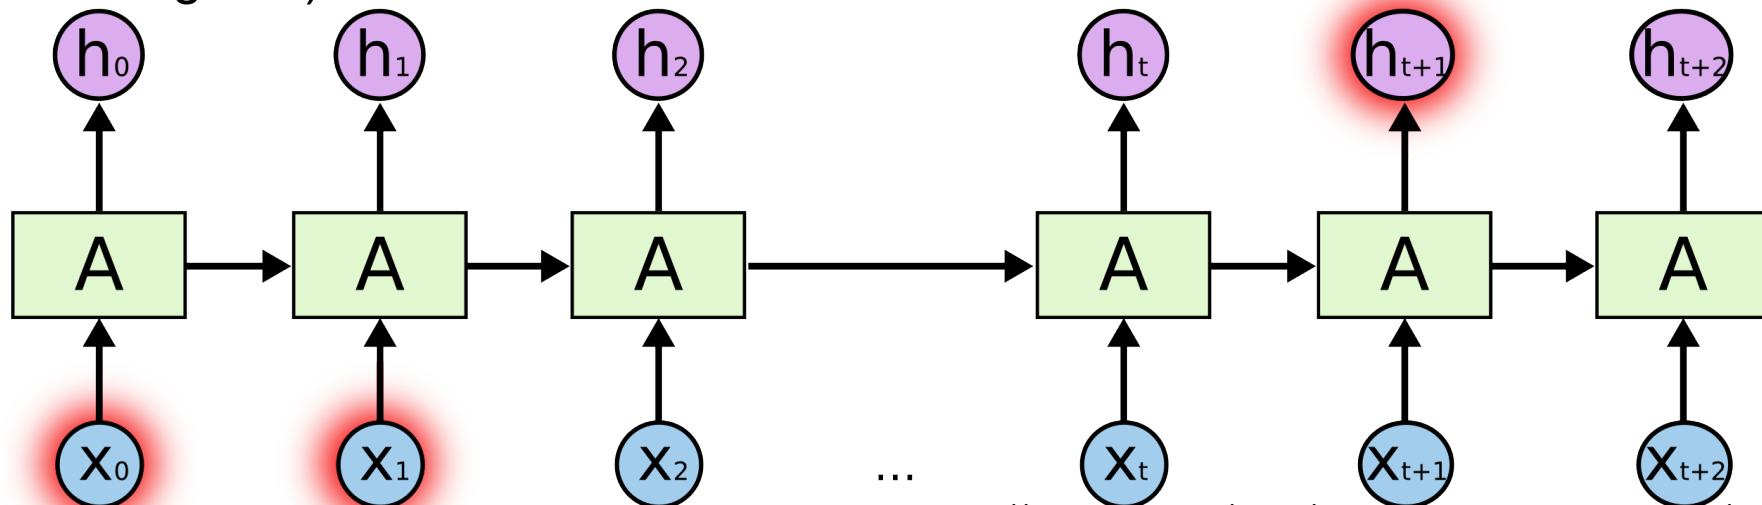 h0 h1 h2 ht ht+1 ht+2
A A A A A A
x0 x1 x2 ... xt xt+1 xt+2